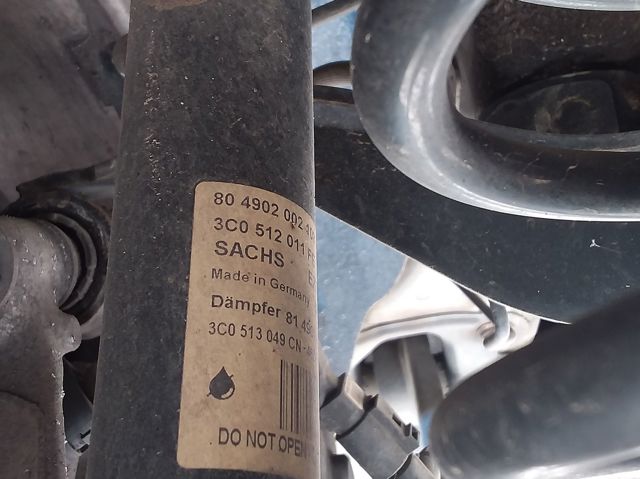 80 4902 002
3C0 512 011
SACHS
Made in Germany
Dämpfer 81
3C0 513 049 CN
DO NOT OPEN